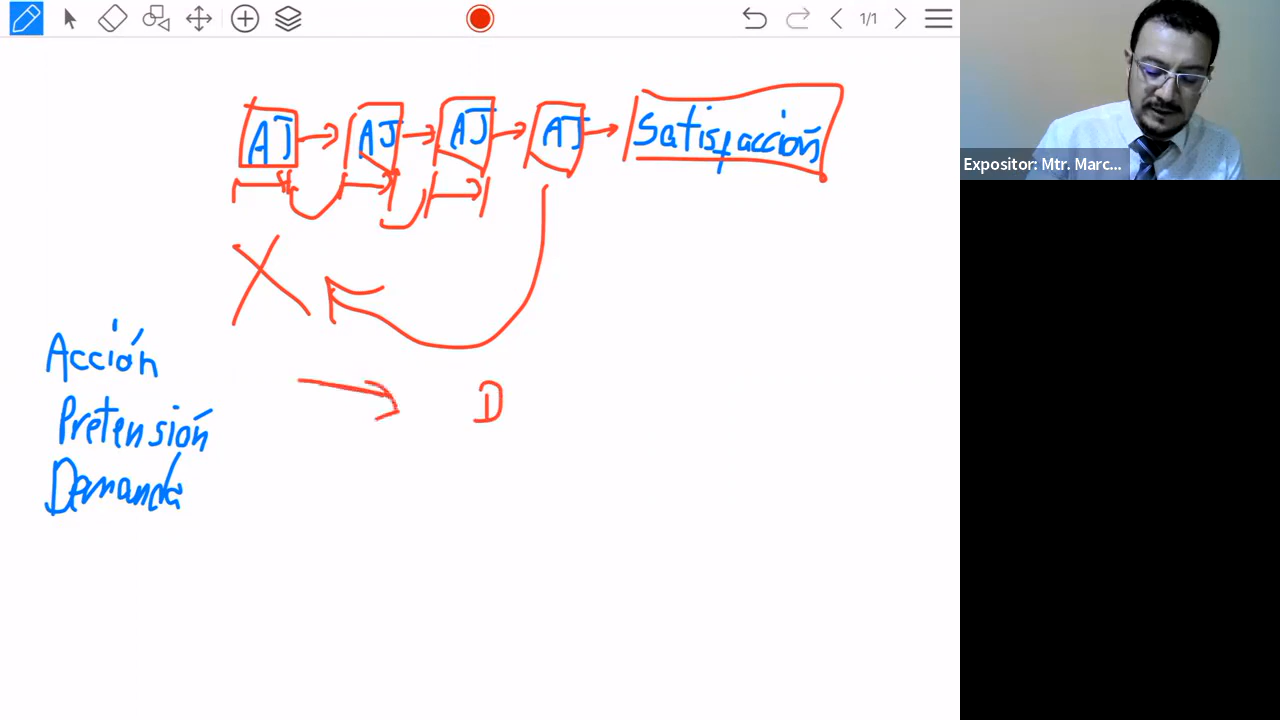 1/1
AJ AJ AJ AJ Satisfacción
Expositor: Mtr. Marc...
X
Acción
D
Pretensión
Demanda